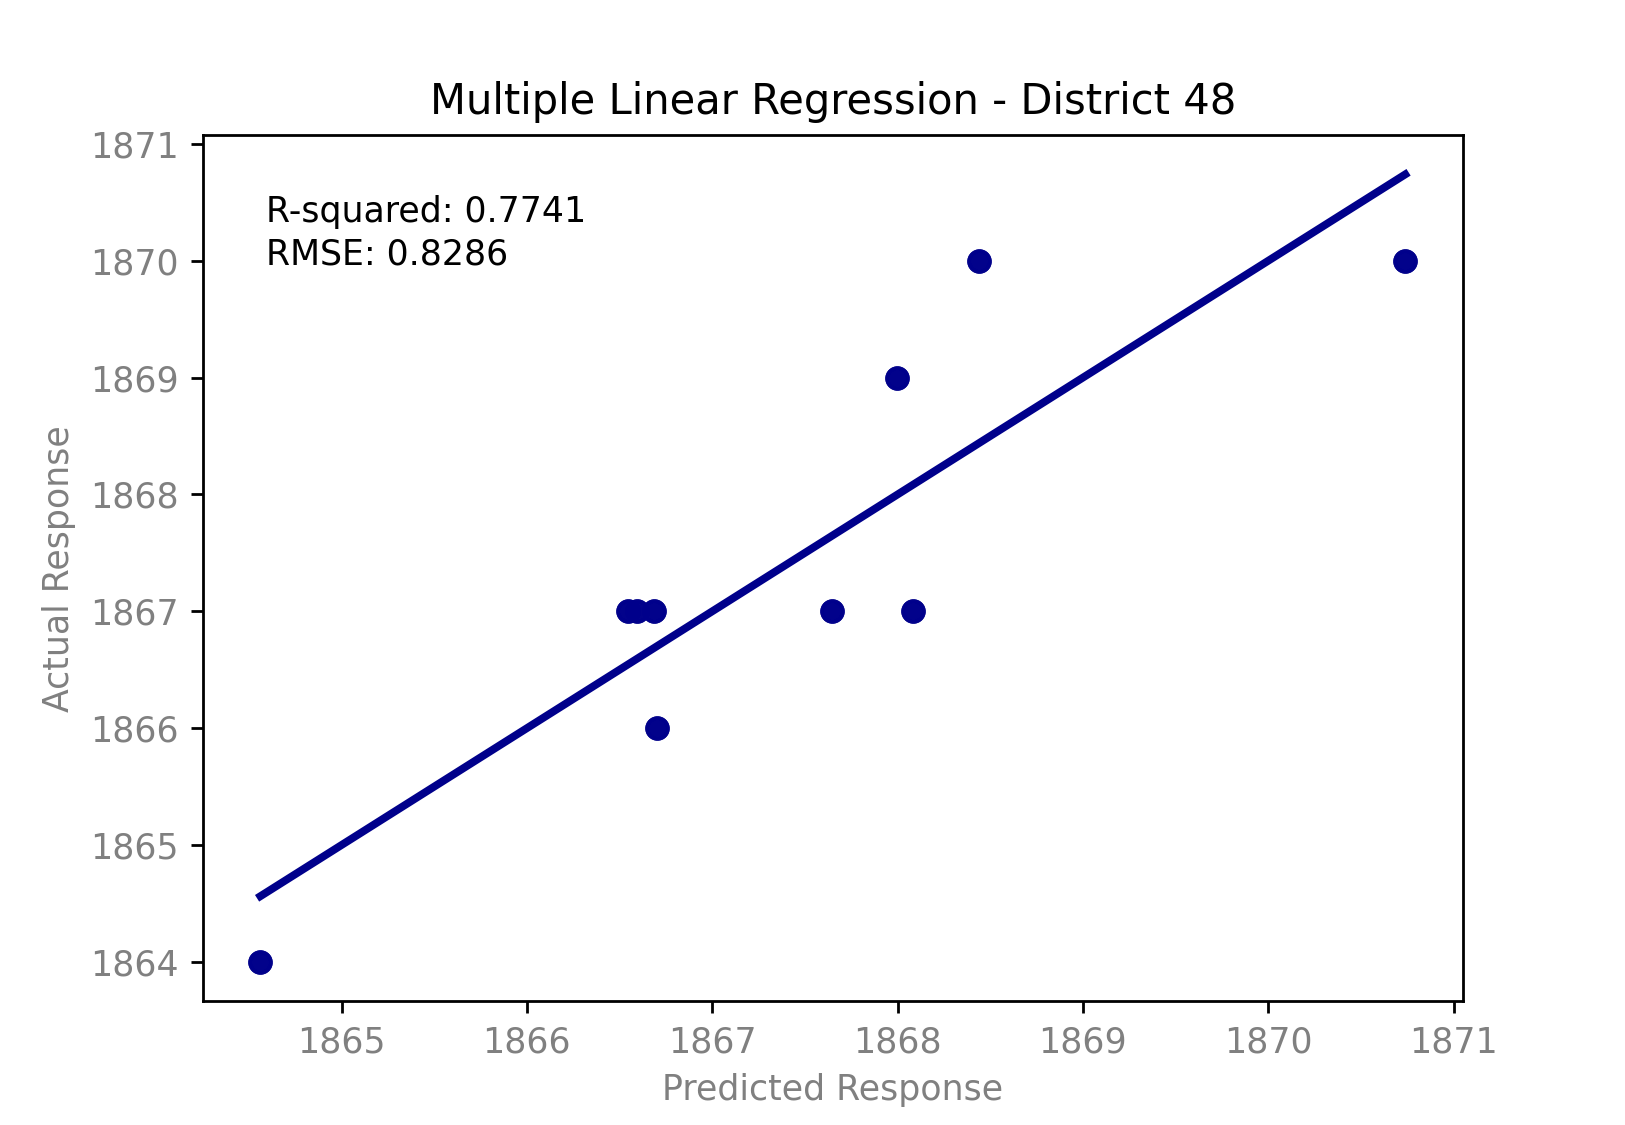 Multiple Linear Regression - District 48
R-squared: 0.7741
RMSE: 0.8286
1871
1870
1869
1868
1867
1866
1865
1864
Actual Response
1865 1866 1867 1868 1869 1870 1871
Predicted Response